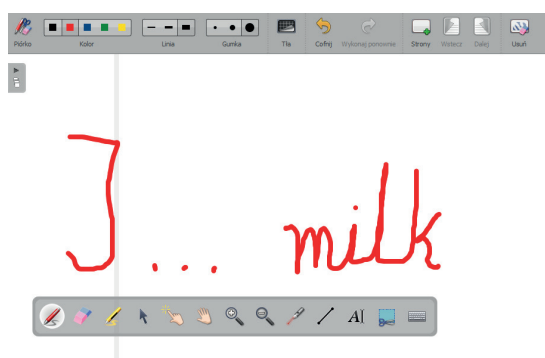 Piórko Kolor Linia Gumka Tła Cofnij Wykonaj ponownie Strony Wstecz Dalej Usuń
I ... milk
A